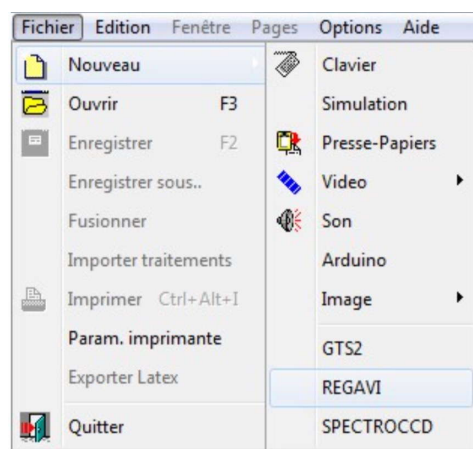 Fichier Edition Fenêtre Pages Options Aide
Nouveau
Ouvrir F3
Enregistrer F2
Enregistrer sous..
Fusionner
Importer traitements
Imprimer Ctrl+Alt+I
Param. imprimante
Exporter Latex
Quitter
Clavier
Simulation
Presse-Papiers
Video
Son
Arduino
Image
GTS2
REGAVI
SPECTROCCD